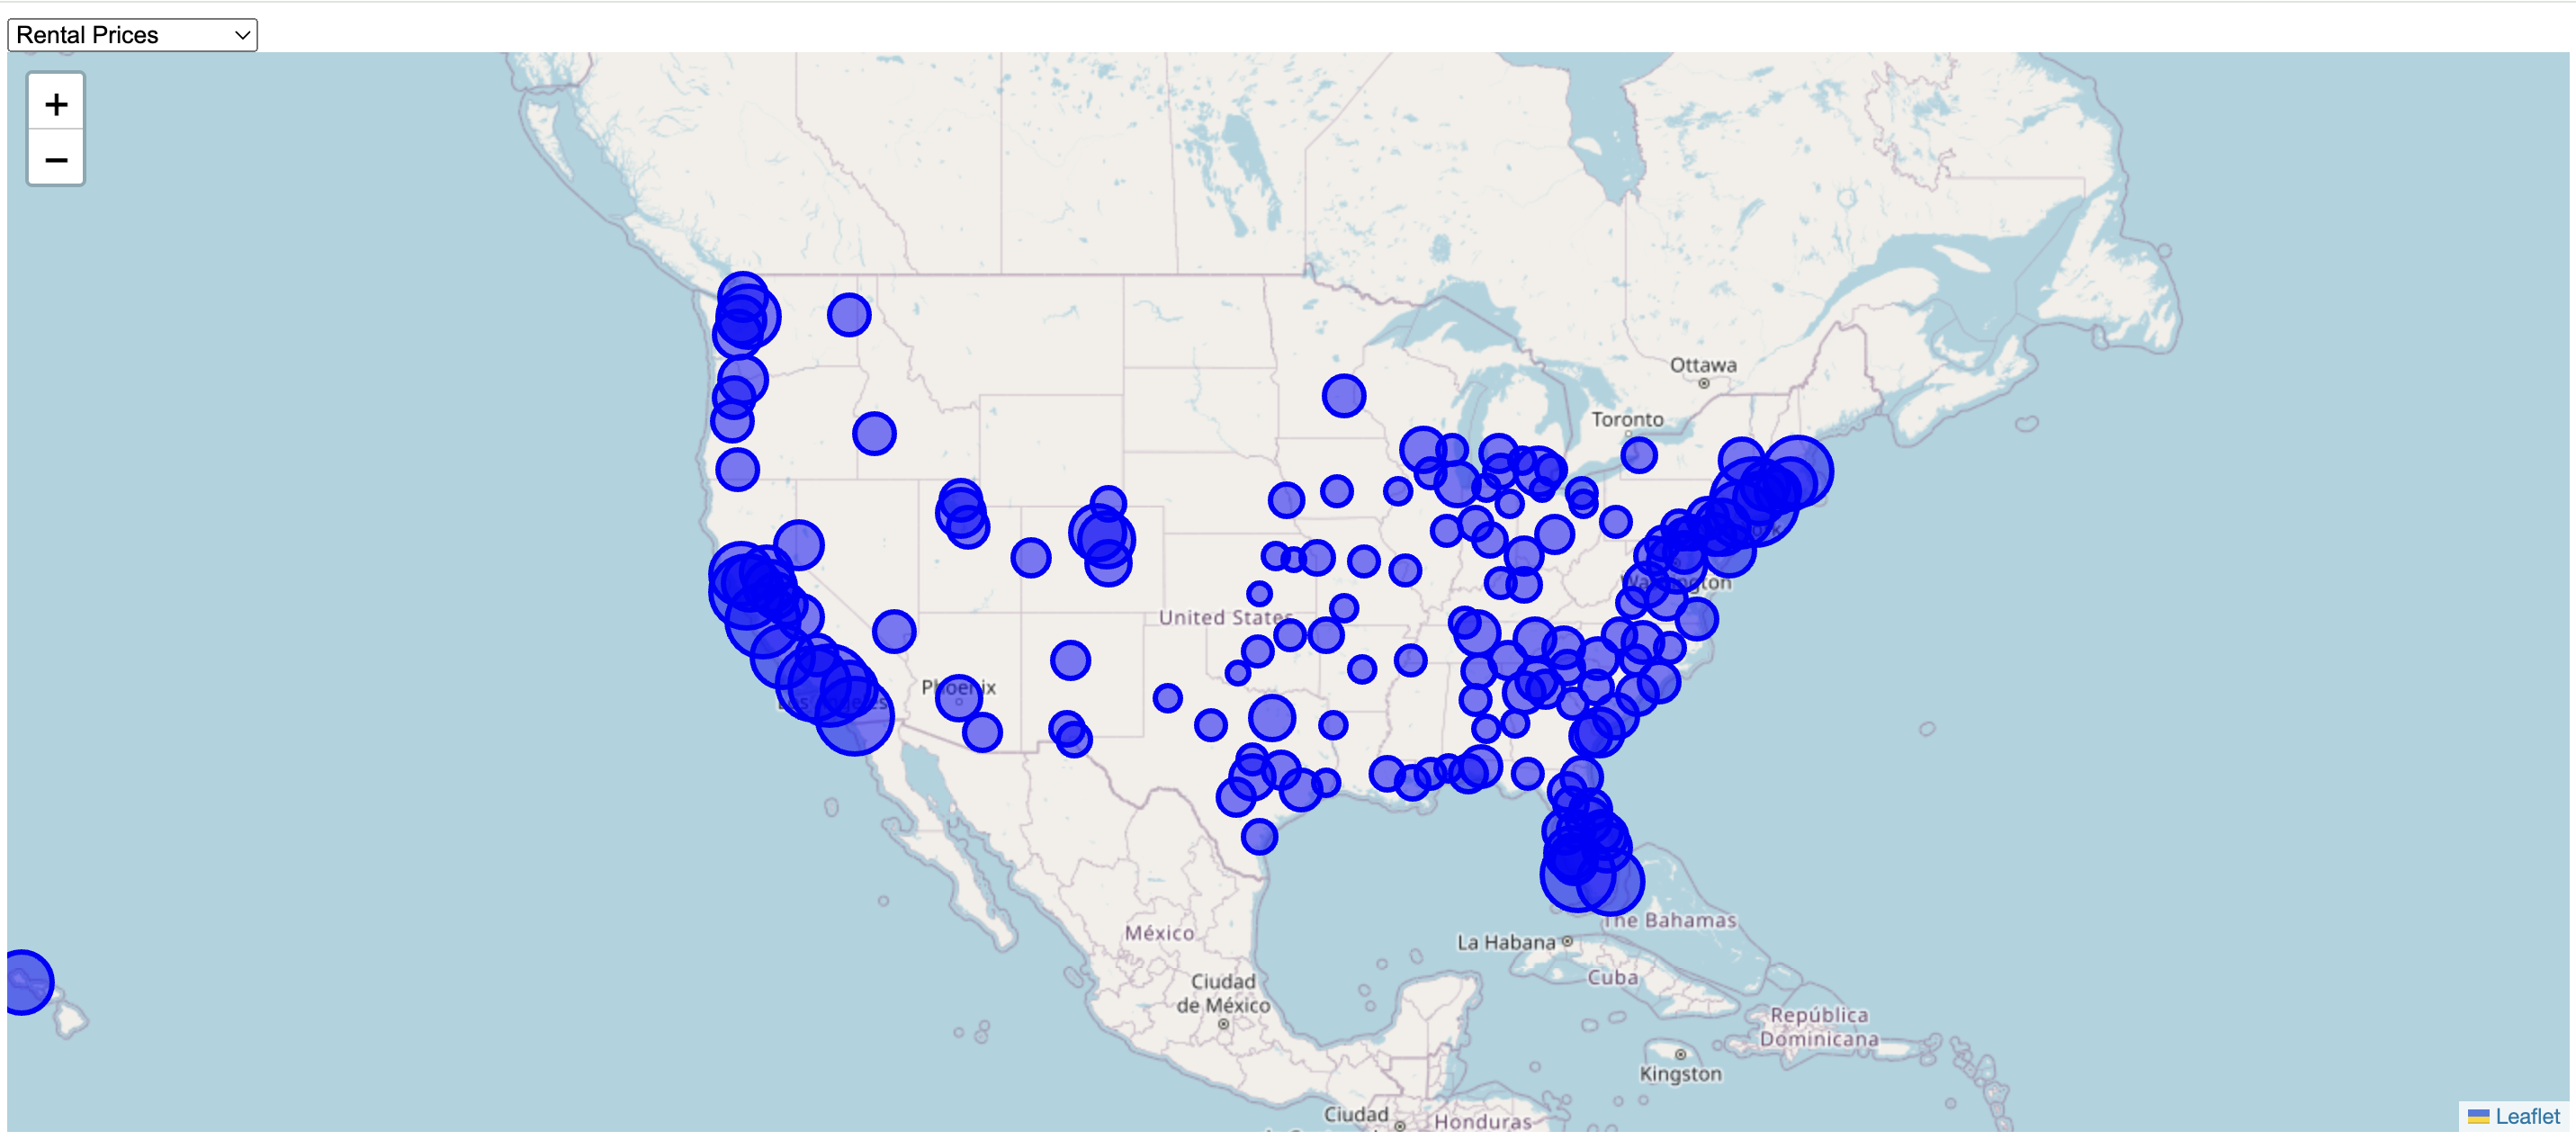 Rental Prices
+
−
Ottawa
Toronto
Washington
United States
Phoenix
Los Angeles
The Bahamas
México
La Habana
Cuba
Ciudad
de México
República
Dominicana
Kingston
Ciudad
Honduras
Leaflet